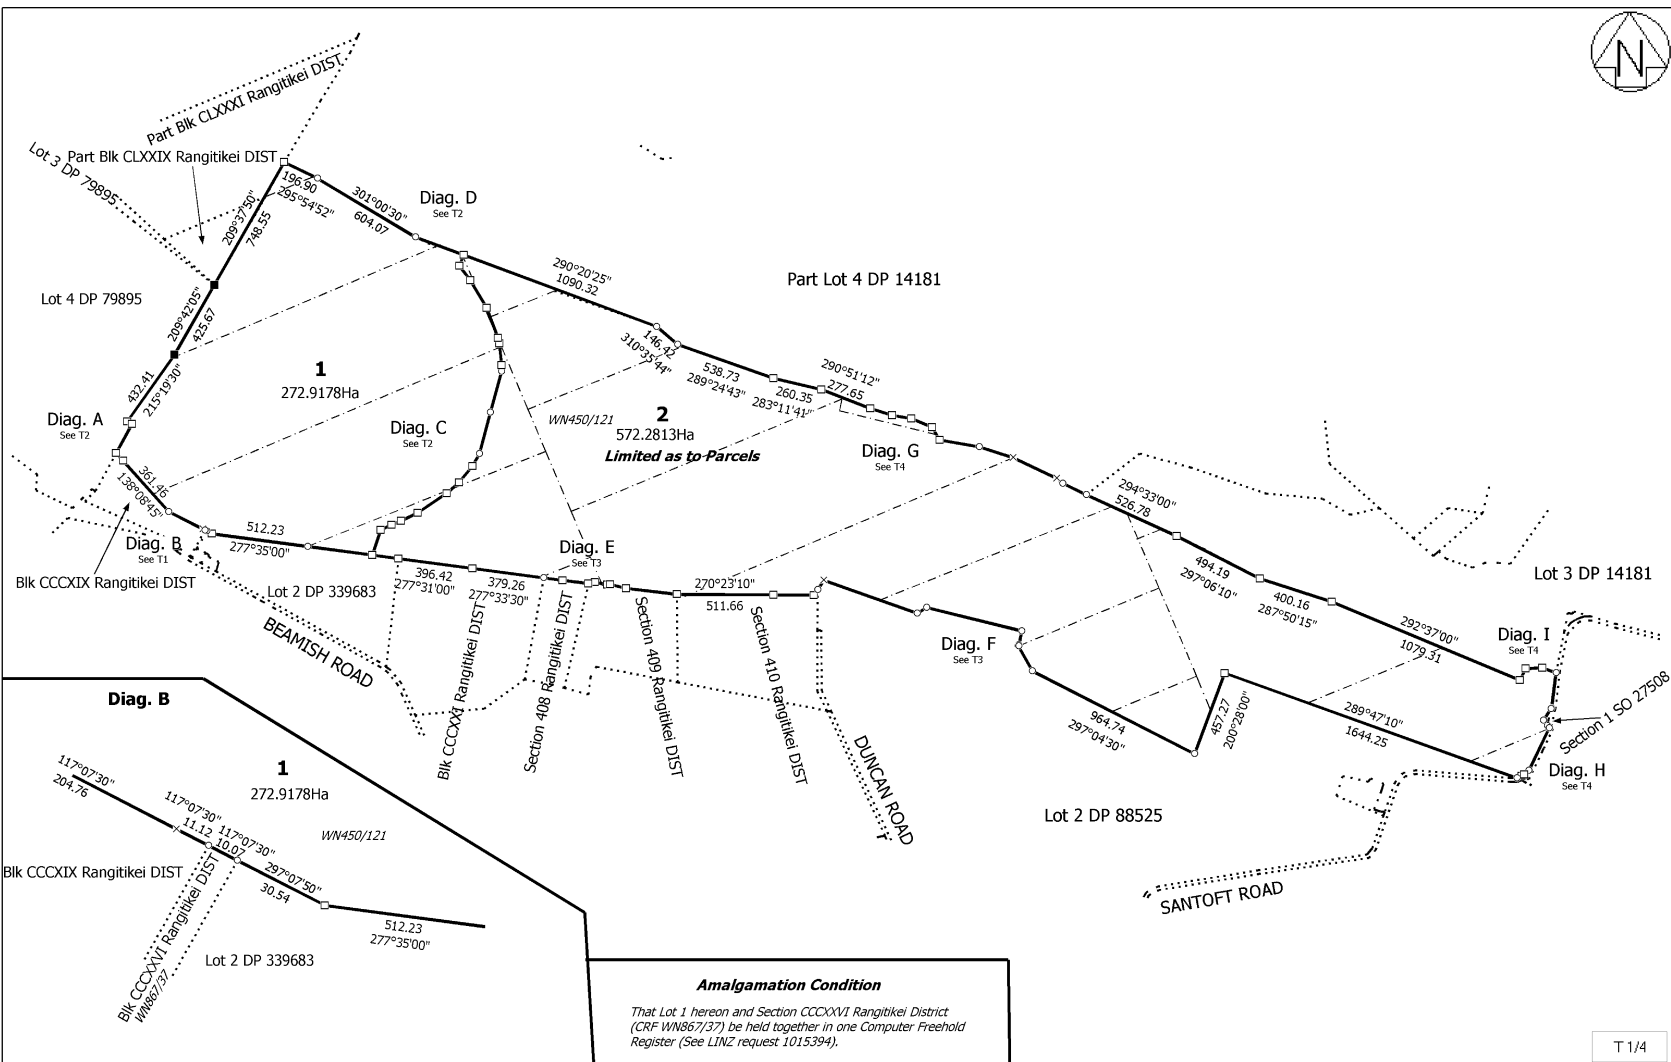 N
Part Blk CLXXXI Rangitikei DIST
Lot 3 DP 79895
Part Blk CLXXIX Rangitikei DIST
196.90
295°54'52"
301°00'30"
604.07
Diag. D
See T2
209°37'50"
748.55
290°20'25"
1090.32
Part Lot 4 DP 14181
Lot 4 DP 79895
209°42'05"
425.67
146.42
310°35'44"
538.73
289°24'43"
260.35
283°11'41"
290°51'12"
277.65
1
272.9178Ha
432.41
215°19'30"
Diag. A
See T2
Diag. C
See T2
WN450/121
2
572.2813Ha
Limited as to Parcels
Diag. G
See T4
361.46
138°08'45"
294°33'00"
526.78
512.23
277°35'00"
Diag. B
See T1
Diag. E
See T3
Blk CCCXIX Rangitikei DIST
Lot 2 DP 339683
396.42
277°31'00"
379.26
277°33'30"
270°23'10"
511.66
494.19
297°06'10"
400.16
287°50'15"
Lot 3 DP 14181
BEAMISH ROAD
Blk CCCXXI Rangitikei DIST
Section 408 Rangitikei DIST
Section 409 Rangitikei DIST
Section 410 Rangitikei DIST
Diag. F
See T3
292°37'00"
1079.31
Diag. I
See T4
964.74
297°04'30"
457.27
200°28'00"
289°47'10"
1644.25
Section 1 SO 27508
Diag. H
See T4
DUNCAN ROAD
Lot 2 DP 88525
SANTOFT ROAD
Diag. B
117°07'30"
204.76
1
272.9178Ha
117°07'30"
11.12
117°07'30"
10.07
WN450/121
297°07'50"
30.54
Blk CCCXIX Rangitikei DIST
512.23
277°35'00"
Blk CCCXXVI Rangitikei DIST
WN867/37
Lot 2 DP 339683
Amalgamation Condition
That Lot 1 hereon and Section CCCXXVI Rangitikei District
(CRF WN867/37) be held together in one Computer Freehold
Register (See LINZ request 1015394).
T 1/4